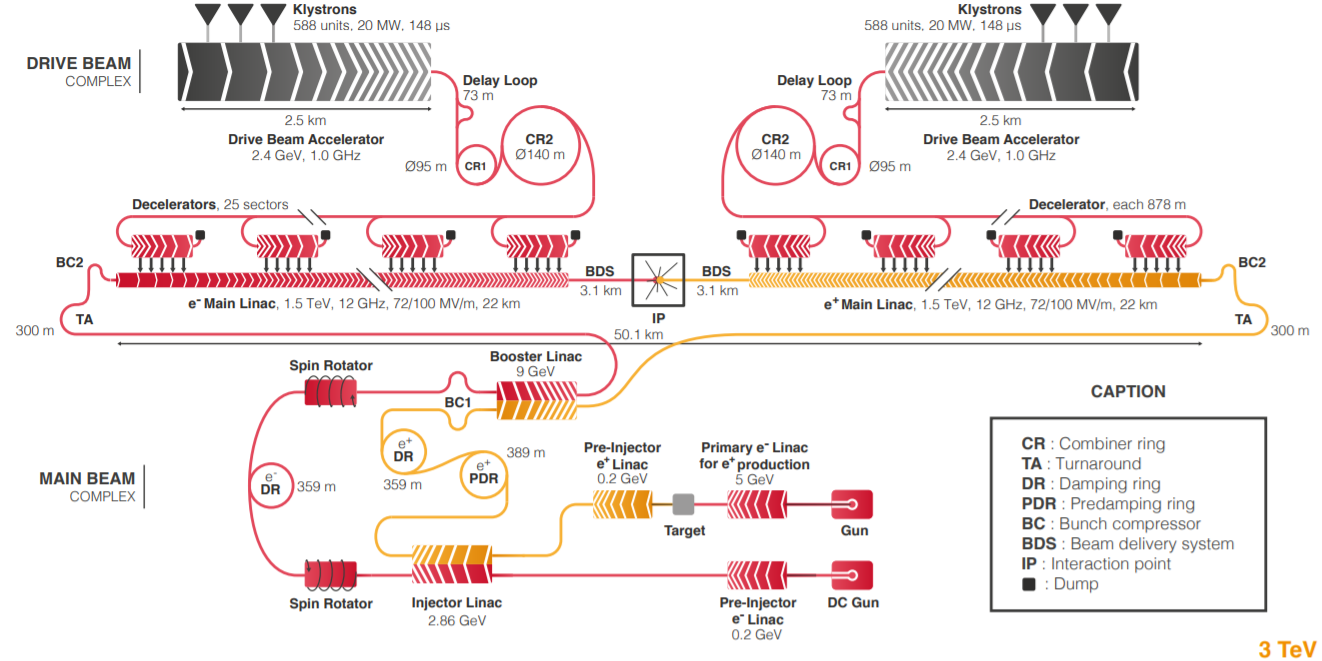 Klystrons
588 units, 20 MW, 148 µs
Klystrons
588 units, 20 MW, 148 µs
DRIVE BEAM
COMPLEX
Delay Loop
73 m
Delay Loop
73 m
2.5 km
2.5 km
Drive Beam Accelerator
2.4 GeV, 1.0 GHz
Drive Beam Accelerator
2.4 GeV, 1.0 GHz
CR2
Ø140 m
CR2
Ø140 m
Ø95 m
CR1
CR1
Ø95 m
Decelerators, 25 sectors
Decelerator, each 878 m
BC2
BDS
3.1 km
BDS
3.1 km
BC2
e- Main Linac, 1.5 TeV, 12 GHz, 72/100 MV/m, 22 km
e+ Main Linac, 1.5 TeV, 12 GHz, 72/100 MV/m, 22 km
IP
TA
300 m
TA
300 m
50.1 km
Booster Linac
9 GeV
Spin Rotator
BC1
CAPTION
MAIN BEAM
COMPLEX
e-
DR
359 m
e+
DR
359 m
e+
PDR
389 m
Pre-Injector
e+ Linac
0.2 GeV
Primary e- Linac
for e+ production
5 GeV
Target
Gun
Spin Rotator
Injector Linac
2.86 GeV
Pre-Injector
e- Linac
0.2 GeV
DC Gun
CR : Combiner ring
TA : Turnaround
DR : Damping ring
PDR : Predamping ring
BC : Bunch compressor
BDS : Beam delivery system
IP : Interaction point
: Dump
3 TeV